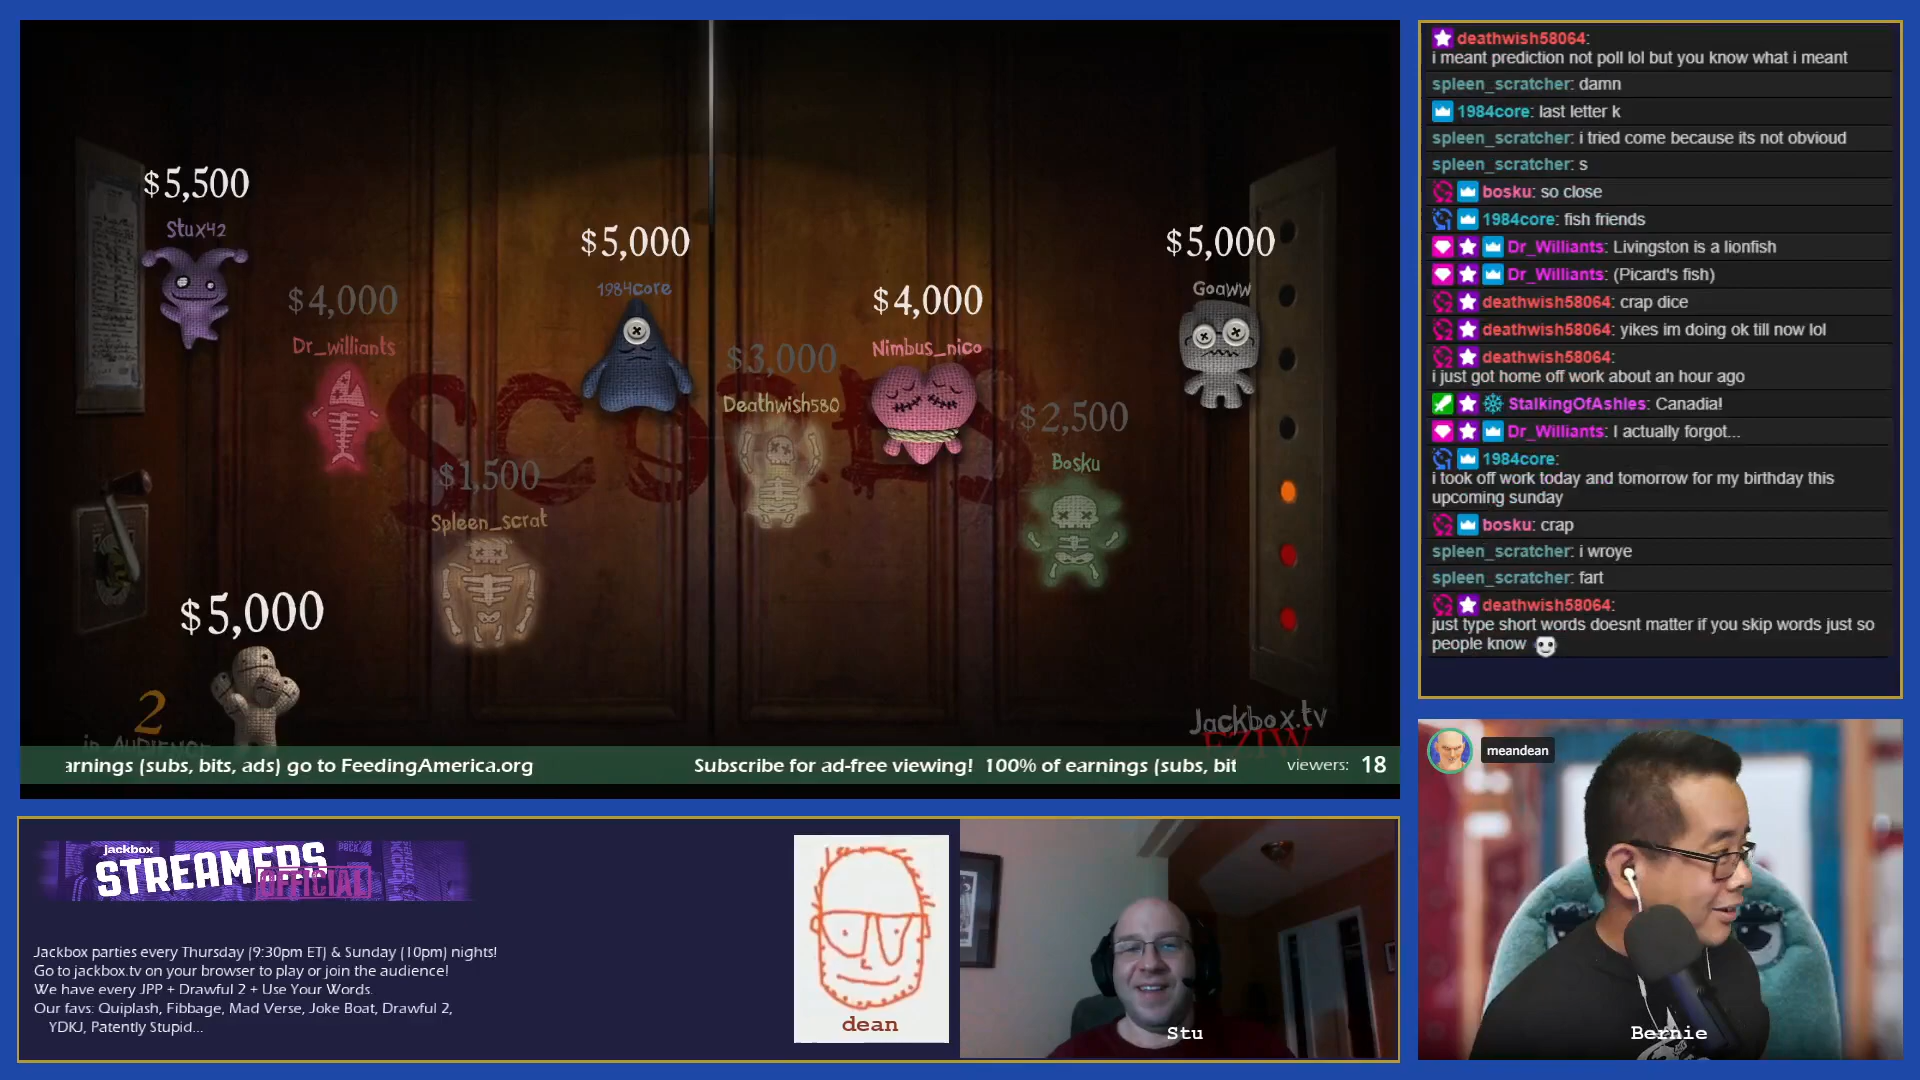 $5,500
Stux42
$4,000
Dr_williants
$1,500
Spleen_scrat
$5,000
1984core
$3,000
Deathwish580
$4,000
Nimbus_nico
$2,500
Bosku
$5,000
Goaww
SCORES
$5,000
2
in AUDIENCE
Jackbox.tv
arnings (subs, bits, ads) go to FeedingAmerica.org
Subscribe for ad-free viewing! 100% of earnings (subs, bit
viewers: 18
deathwish58064:
i meant prediction not poll lol but you know what i meant
spleen_scratcher: damn
1984core: last letter k
spleen_scratcher: i tried come because its not obvioud
spleen_scratcher: s
bosku: so close
1984core: fish friends
Dr_Williants: Livingston is a lionfish
Dr_Williants: (Picard's fish)
deathwish58064: crap dice
deathwish58064: yikes im doing ok till now lol
deathwish58064:
i just got home off work about an hour ago
StalkingOfAshles: Canadia!
Dr_Williants: I actually forgot...
1984core:
i took off work today and tomorrow for my birthday this
upcoming sunday
bosku: crap
spleen_scratcher: i wroye
spleen_scratcher: fart
deathwish58064:
just type short words doesnt matter if you skip words just so
people know
meandean
Bernie
jackbox
STREAMERS
OFFICIAL
Jackbox parties every Thursday (9:30pm ET) & Sunday (10pm) nights!
Go to jackbox.tv on your browser to play or join the audience!
We have every JPP + Drawful 2 + Use Your Words.
Our favs: Quiplash, Fibbage, Mad Verse, Joke Boat, Drawful 2,
YDKJ, Patently Stupid...
dean
Stu